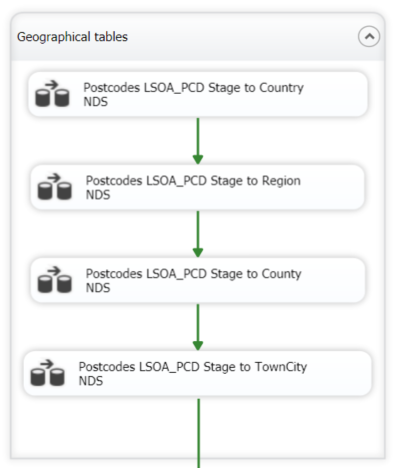 Geographical tables
Postcodes LSOA_PCD Stage to Country
NDS
Postcodes LSOA_PCD Stage to Region
NDS
Postcodes LSOA_PCD Stage to County
NDS
Postcodes LSOA_PCD Stage to TownCity
NDS